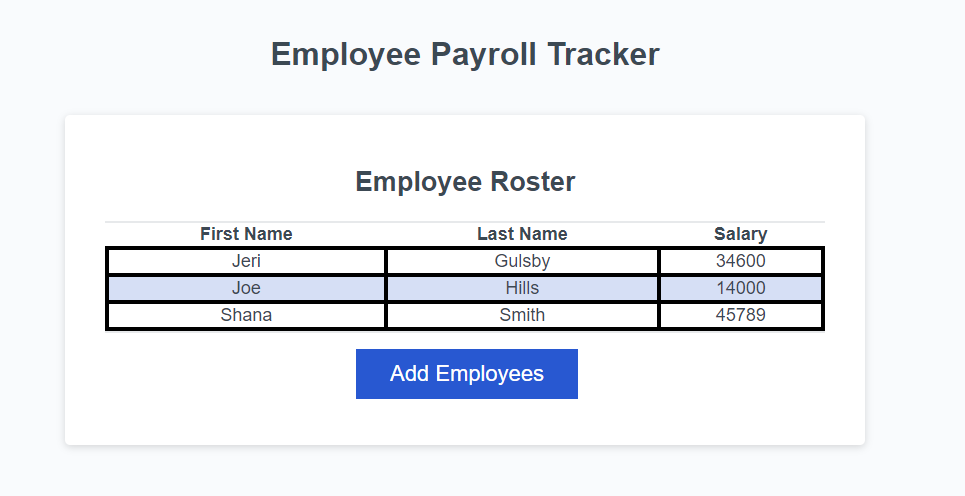 Employee Payroll Tracker
Employee Roster
First Name Last Name Salary
Jeri Gulsby 34600
Joe Hills 14000
Shana Smith 45789
Add Employees